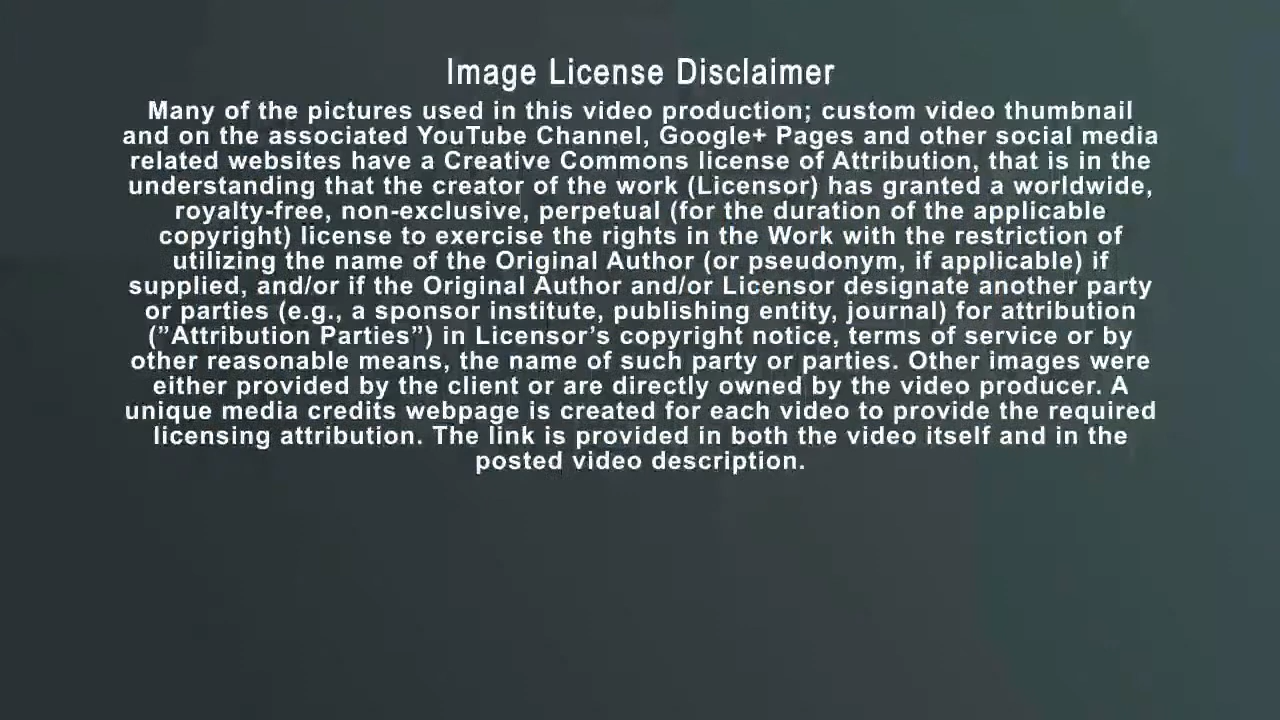 Image License Disclaimer
Many of the pictures used in this video production; custom video thumbnail
and on the associated YouTube Channel, Google+ Pages and other social media
related websites have a Creative Commons license of Attribution, that is in the
understanding that the creator of the work (Licensor) has granted a worldwide,
royalty-free, non-exclusive, perpetual (for the duration of the applicable
copyright) license to exercise the rights in the Work with the restriction of
utilizing the name of the Original Author (or pseudonym, if applicable) if
supplied, and/or if the Original Author and/or Licensor designate another party
or parties (e.g., a sponsor institute, publishing entity, journal) for attribution
(”Attribution Parties”) in Licensor’s copyright notice, terms of service or by
other reasonable means, the name of such party or parties. Other images were
either provided by the client or are directly owned by the video producer. A
unique media credits webpage is created for each video to provide the required
licensing attribution. The link is provided in both the video itself and in the
posted video description.